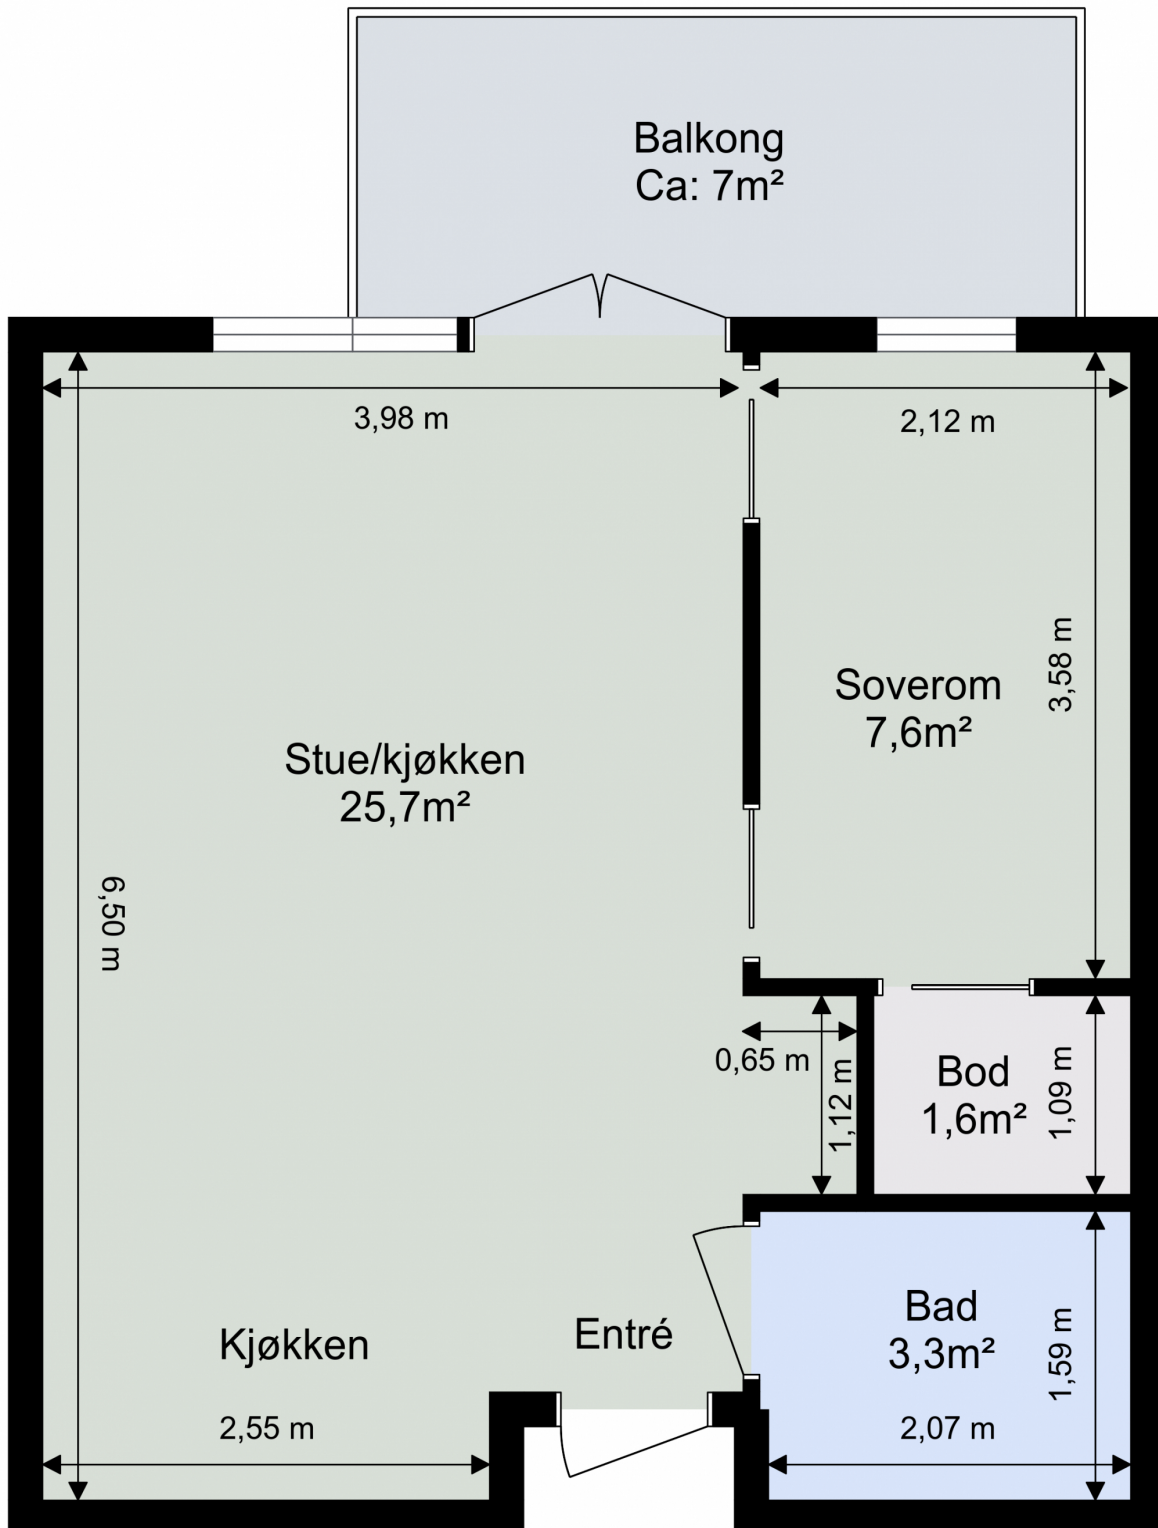 Balkong
Ca: 7m²
3,98 m
2,12 m
3,58 m
Soverom
7,6m²
Stue/kjøkken
25,7m²
6,50 m
0,65 m
1,12 m
Bod
1,6m²
1,09 m
Bad
3,3m²
1,59 m
Entré
Kjøkken
2,55 m
2,07 m